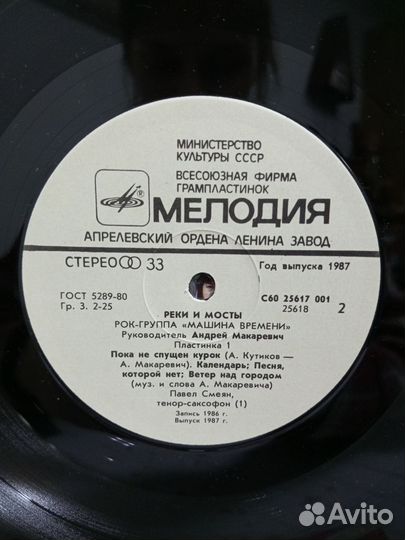 МИНИСТЕРСТВО
КУЛЬТУРЫ СССР
ВСЕСОЮЗНАЯ ФИРМА
ГРАМПЛАСТИНОК
МЕЛОДИЯ
АПРЕЛЕВСКИЙ ОРДЕНА ЛЕНИНА ЗАВОД
СТЕРЕО 33
Год выпуска 1987
ГОСТ 5289-80
Гр. 3. 2-25
С60 25617 001
25618 2
РЕКИ И МОСТЫ
РОК-ГРУППА «МАШИНА ВРЕМЕНИ»
Руководитель Андрей Макаревич
Пластинка 1
Пока не спущен курок (А. Кутиков —
А. Макаревич). Календарь; Песня,
которой нет; Ветер над городом
(муз. и слова А. Макаревича)
Павел Смеян,
тенор-саксофон (1)
Запись 1986 г.
Выпуск 1987 г.
Avito